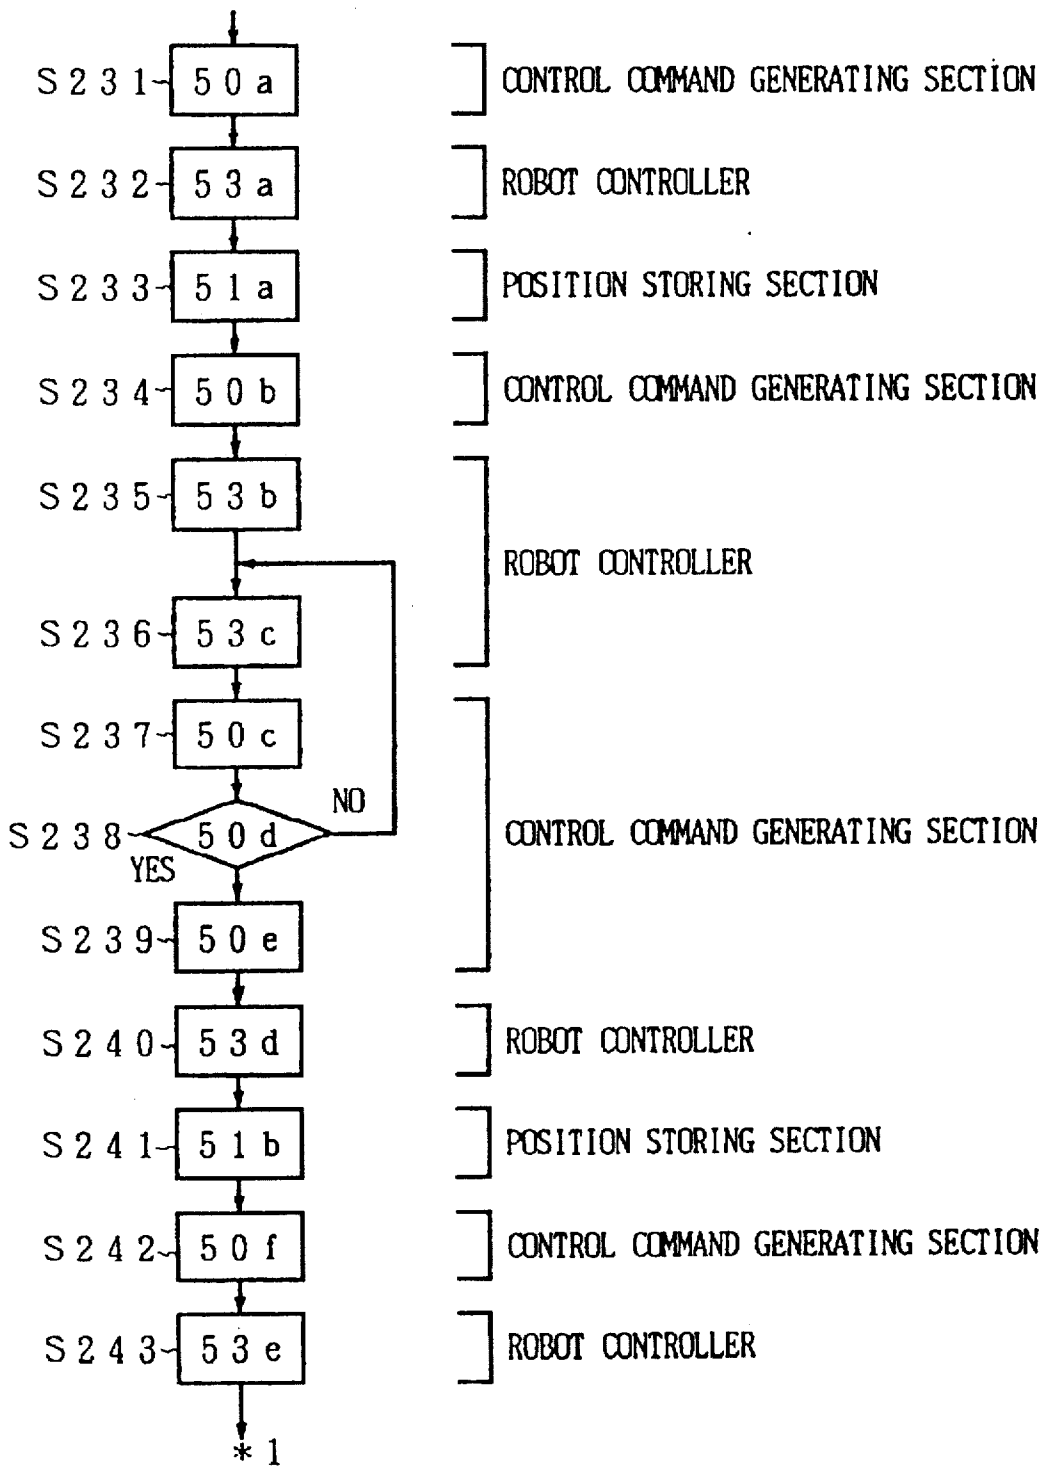 S231 50a CONTROL COMMAND GENERATING SECTION
S232 53a ROBOT CONTROLLER
S233 51a POSITION STORING SECTION
S234 50b CONTROL COMMAND GENERATING SECTION
S235 53b
ROBOT CONTROLLER
S236 53c
S237 50c
NO
S238 50d CONTROL COMMAND GENERATING SECTION
YES
S239 50e
S240 53d ROBOT CONTROLLER
S241 51b POSITION STORING SECTION
S242 50f CONTROL COMMAND GENERATING SECTION
S243 53e ROBOT CONTROLLER
*1